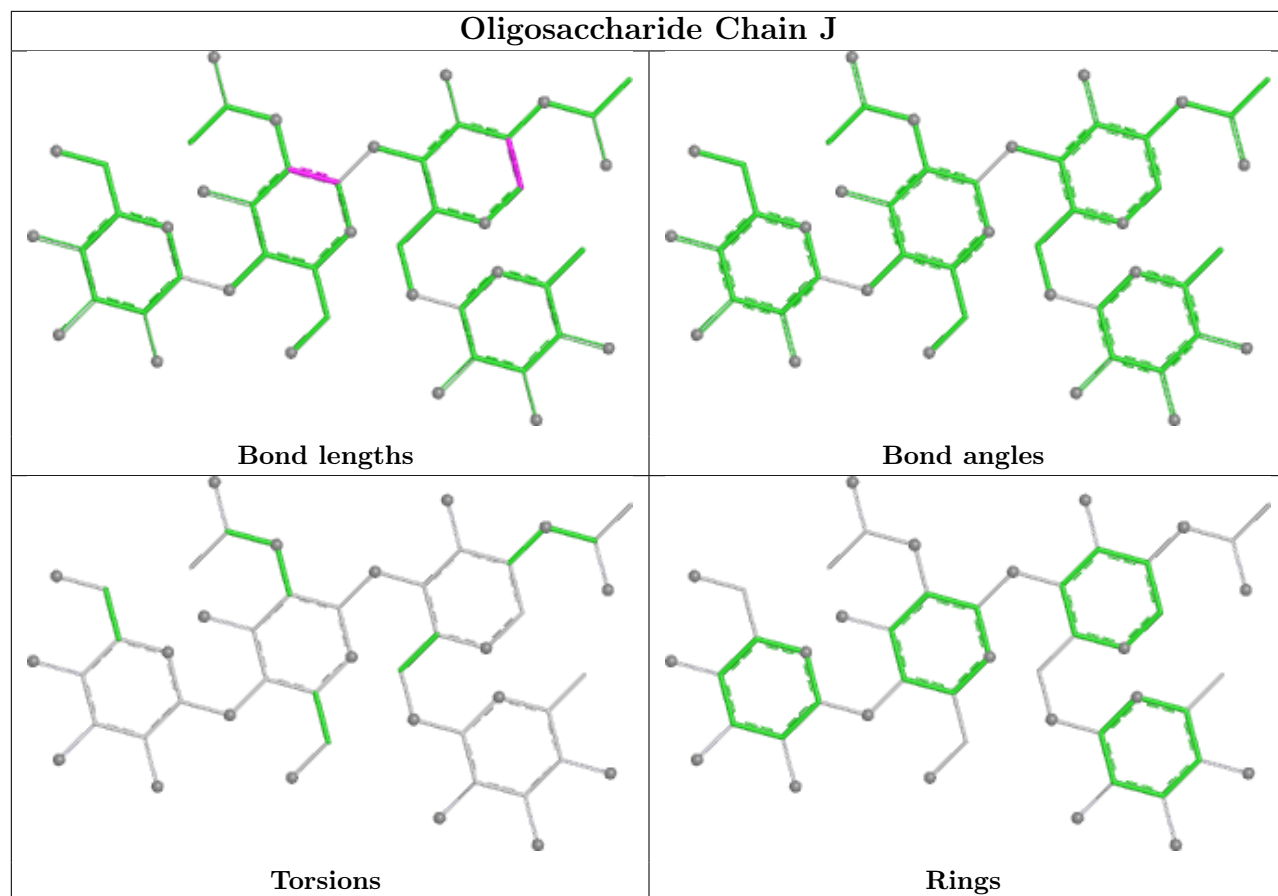 Oligosaccharide Chain J
Bond lengths
Bond angles
Torsions
Rings